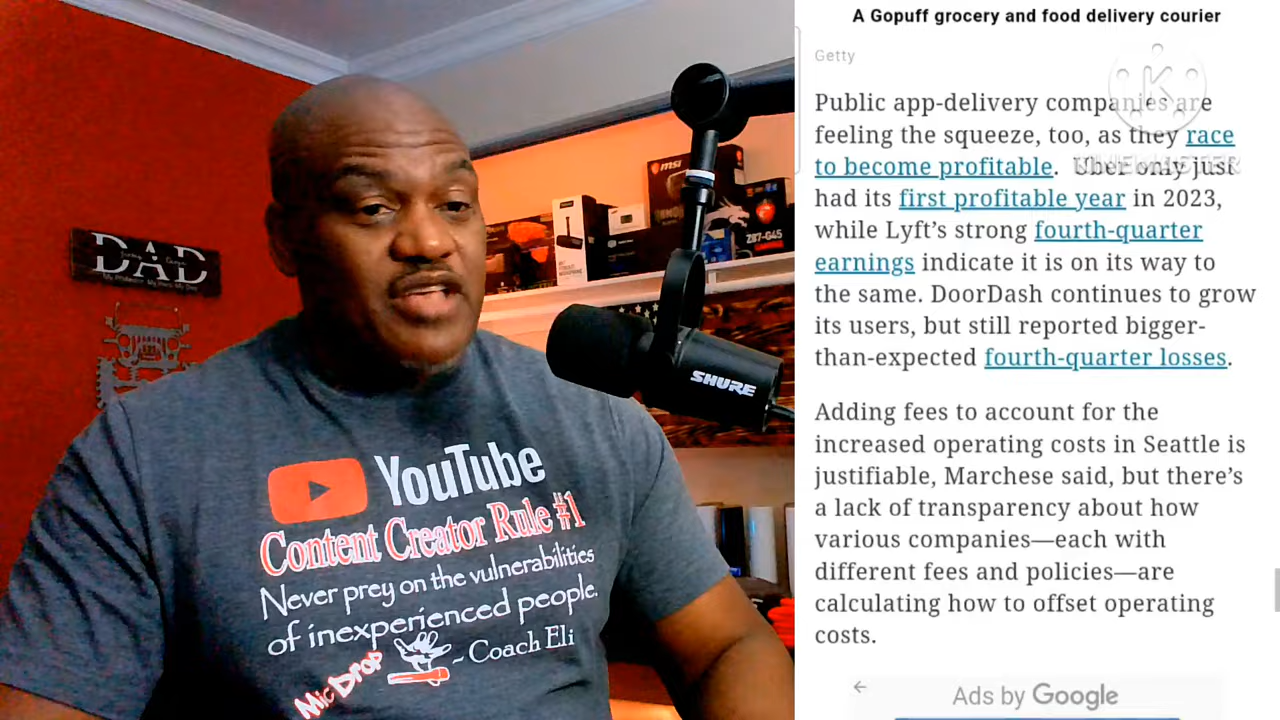 A Gopuff grocery and food delivery courier
Getty
Public app-delivery companies are
feeling the squeeze, too, as they race
to become profitable. Uber only just
had its first profitable year in 2023,
while Lyft's strong fourth-quarter
earnings indicate it is on its way to
the same. DoorDash continues to grow
its users, but still reported bigger-
than-expected fourth-quarter losses.
Adding fees to account for the
increased operating costs in Seattle is
justifiable, Marchese said, but there's
a lack of transparency about how
various companies—each with
different fees and policies—are
calculating how to offset operating
costs.
Ads by Google
K
KINEMASTER
DAD
msi
Z87-G45
SHURE
YouTube
Content Creator Rule #1
Never prey on the vulnerabilities
of inexperienced people.
~ Coach Eli
Mic Drop